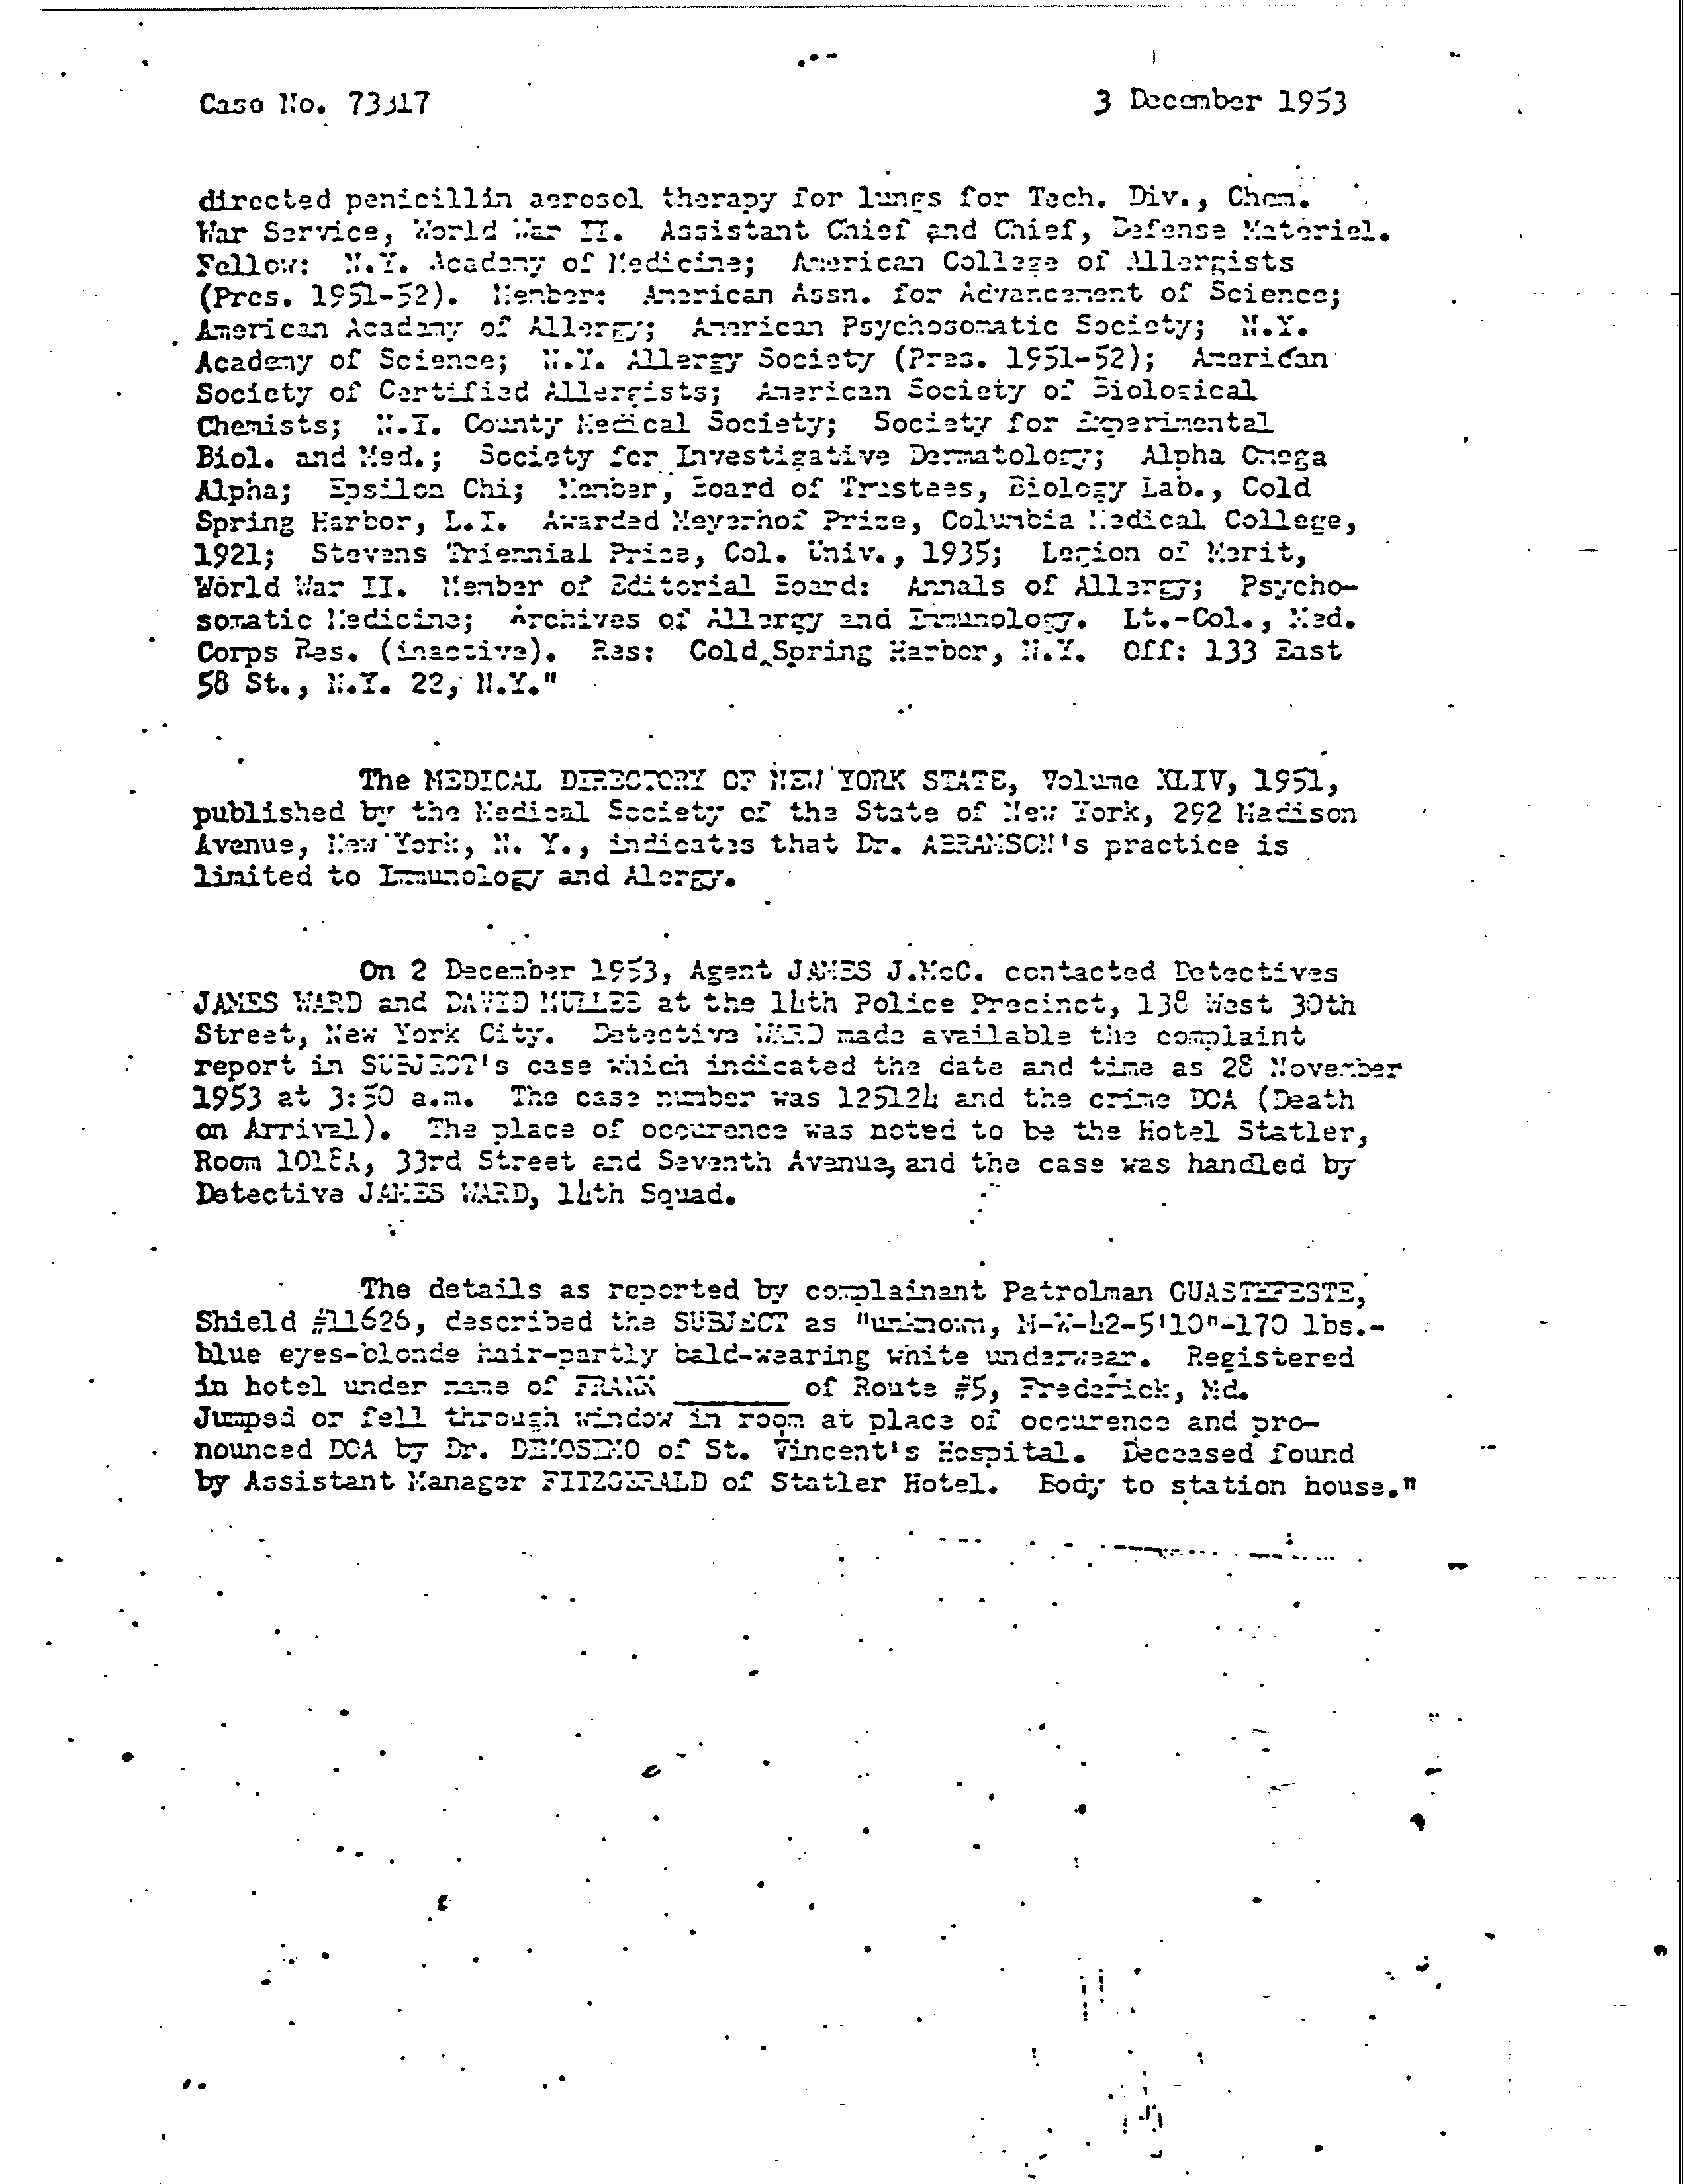 Case No. 73317
3 December 1953
directed penicillin aerosol therapy for lungs for Tech. Div., Chem.
War Service, World War II. Assistant Chief and Chief, Defense Materiel.
Fellow: N.Y. Academy of Medicine; American College of Allergists
(Pres. 1951-52). Member: American Assn. for Advancement of Science;
American Academy of Allergy; American Psychosomatic Society; N.Y.
Academy of Science; N.Y. Allergy Society (Pres. 1951-52); American
Society of Certified Allergists; American Society of Biological
Chemists; N.Y. County Medical Society; Society for Experimental
Biol. and Med.; Society for Investigative Dermatology; Alpha Omega
Alpha; Epsilon Chi; Member, Board of Trustees, Biology Lab., Cold
Spring Harbor, L.I. Awarded Meyerhof Prize, Columbia Medical College,
1921; Stevens Triennial Prize, Col. Univ., 1935; Legion of Merit,
World War II. Member of Editorial Board: Annals of Allergy; Psycho-
somatic Medicine; Archives of Allergy and Immunology. Lt.-Col., Med.
Corps Res. (inactive). Res: Cold Spring Harbor, N.Y. Off: 133 East
58 St., N.Y. 22, N.Y."
The MEDICAL DIRECTORY OF NEW YORK STATE, Volume XLIV, 1951,
published by the Medical Society of the State of New York, 292 Madison
Avenue, New York, N. Y., indicates that Dr. ABRAMSON's practice is
limited to Immunology and Alergy.
On 2 December 1953, Agent JAMES J.McC. contacted Detectives
JAMES WARD and DAVID MULLEE at the 14th Police Precinct, 138 West 30th
Street, New York City. Detective WARD made available the complaint
report in SUBJECT's case which indicated the date and time as 28 November
1953 at 3:50 a.m. The case number was 125124 and the crime DOA (Death
on Arrival). The place of occurence was noted to be the Hotel Statler,
Room 1018A, 33rd Street and Seventh Avenue, and the case was handled by
Detective JAMES WARD, 14th Squad.
The details as reported by complainant Patrolman GUASTEFESTE,
Shield #11626, described the SUBJECT as "unknown, M-W-42-5'10"-170 lbs.-
blue eyes-blonde hair-partly bald-wearing white underwear. Registered
in hotel under name of FRANK ______ of Route #5, Frederick, Md.
Jumped or fell through window in room at place of occurence and pro-
nounced DOA by Dr. of St. Vincent's Hospital. Deceased found
by Assistant Manager FITZGERALD of Statler Hotel. Body to station house."